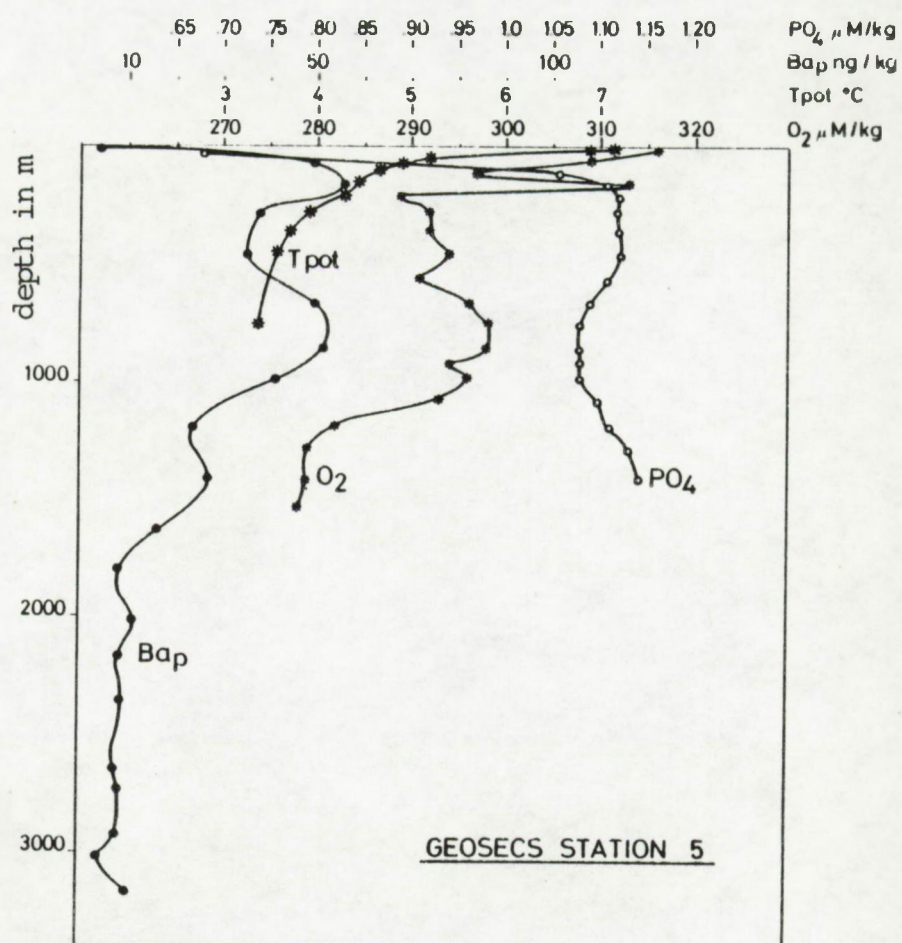 .65 .70 .75 .80 .85 .90 .95 1.0 1.05 1.10 1.15 1.20 PO4 µM/kg
10 50 100 Bap ng/kg
3 4 5 6 7 Tpot °C
270 280 290 300 310 320 O2 µM/kg
depth in m
Tpot
1000
O2
PO4
2000
Bap
3000
GEOSECS STATION 5